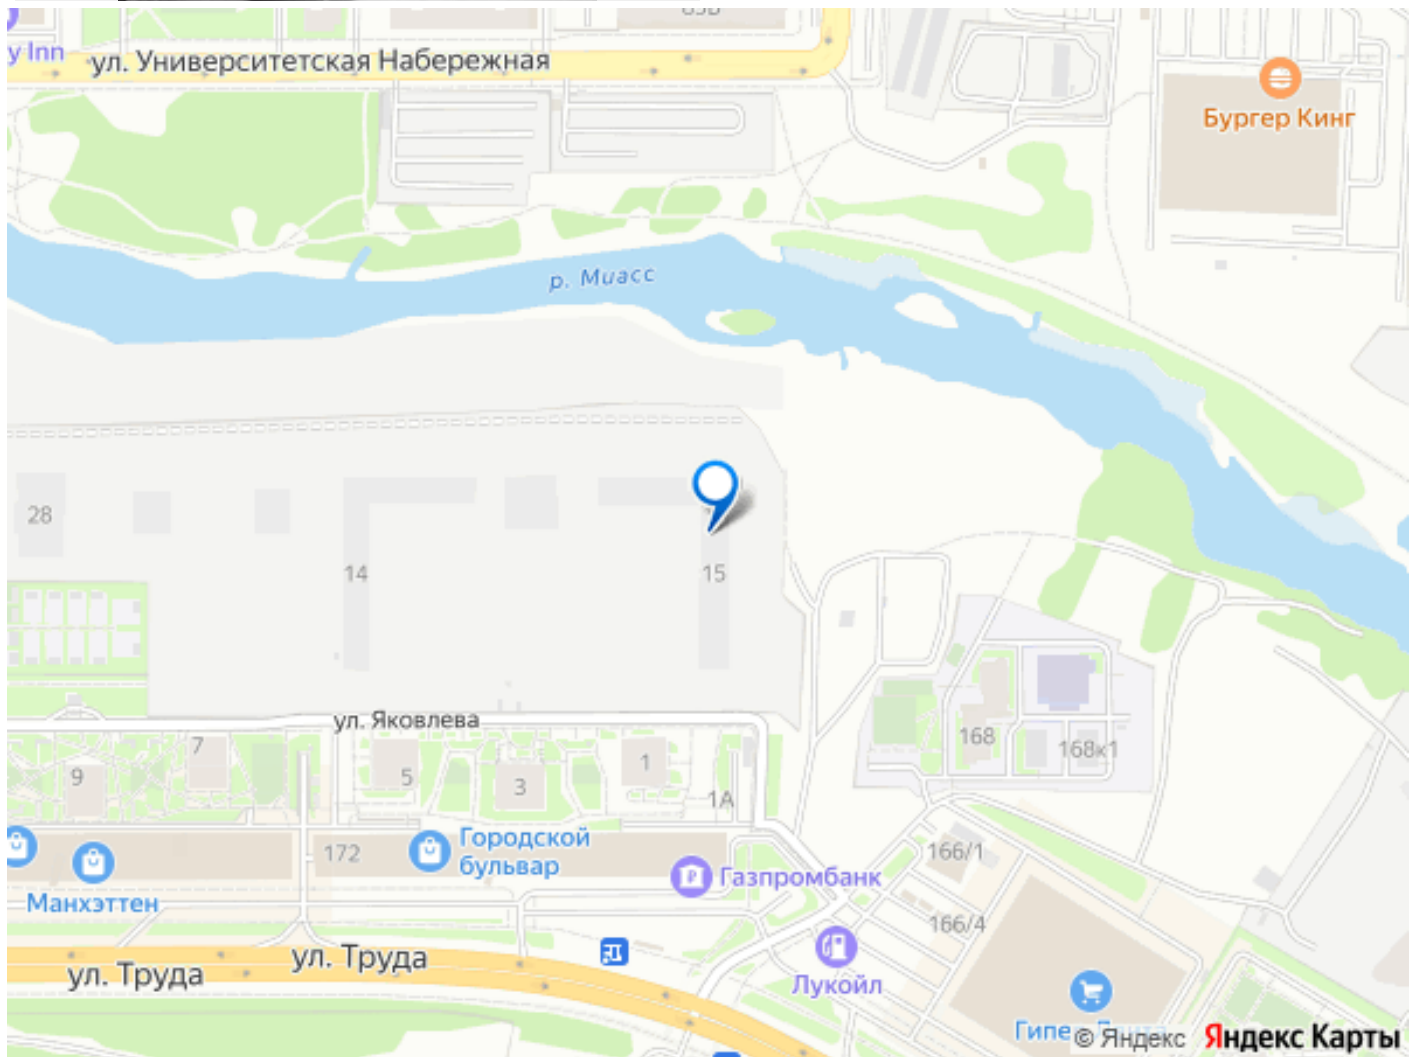 y Inn
ул. Университетская Набережная
Бургер Кинг
р. Миасс
28
14
15
ул. Яковлева
7
9
5
3
1
1А
168
168к1
172
Городской
бульвар
Манхэттен
Газпромбанк
166/1
166/4
Лукойл
ул. Труда
ул. Труда
© Яндекс
Яндекс Карты